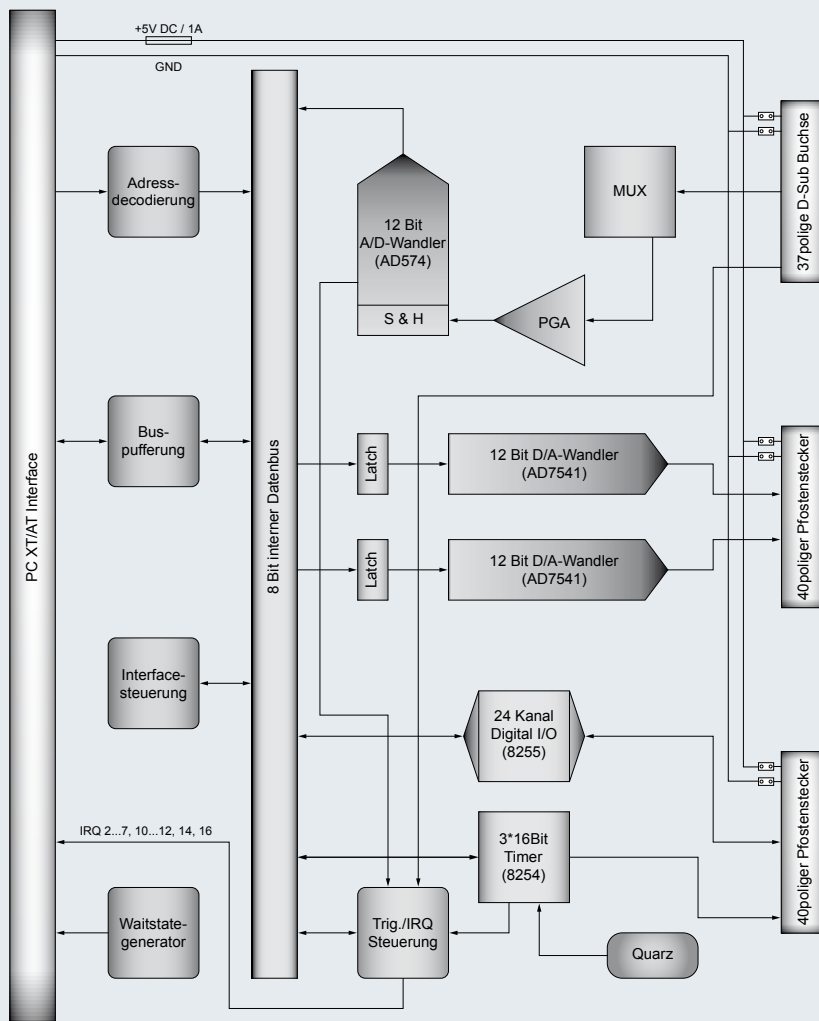 +5V DC / 1A
GND
PC XT/AT Interface
Adress-
decodierung
Bus-
pufferung
Interface-
steuerung
IRQ 2...7, 10...12, 14, 16
Waitstate-
generator
8 Bit interner Datenbus
12 Bit
A/D-Wandler
(AD574)
S & H
PGA
MUX
37polige D-Sub Buchse
Latch
12 Bit D/A-Wandler
(AD7541)
Latch
12 Bit D/A-Wandler
(AD7541)
40poliger Pfostenstecker
24 Kanal
Digital I/O
(8255)
3*16Bit
Timer
(8254)
40poliger Pfostenstecker
Trig./IRQ
Steuerung
Quarz